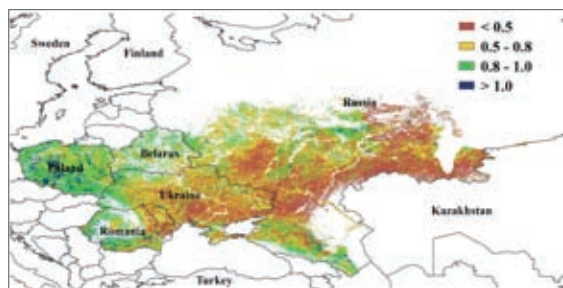 Sweden
Finland
< 0.5
0.5 - 0.8
0.8 - 1.0
> 1.0
Russia
Belarus
Poland
Ukraine
Romania
Kazakhstan
Turkey